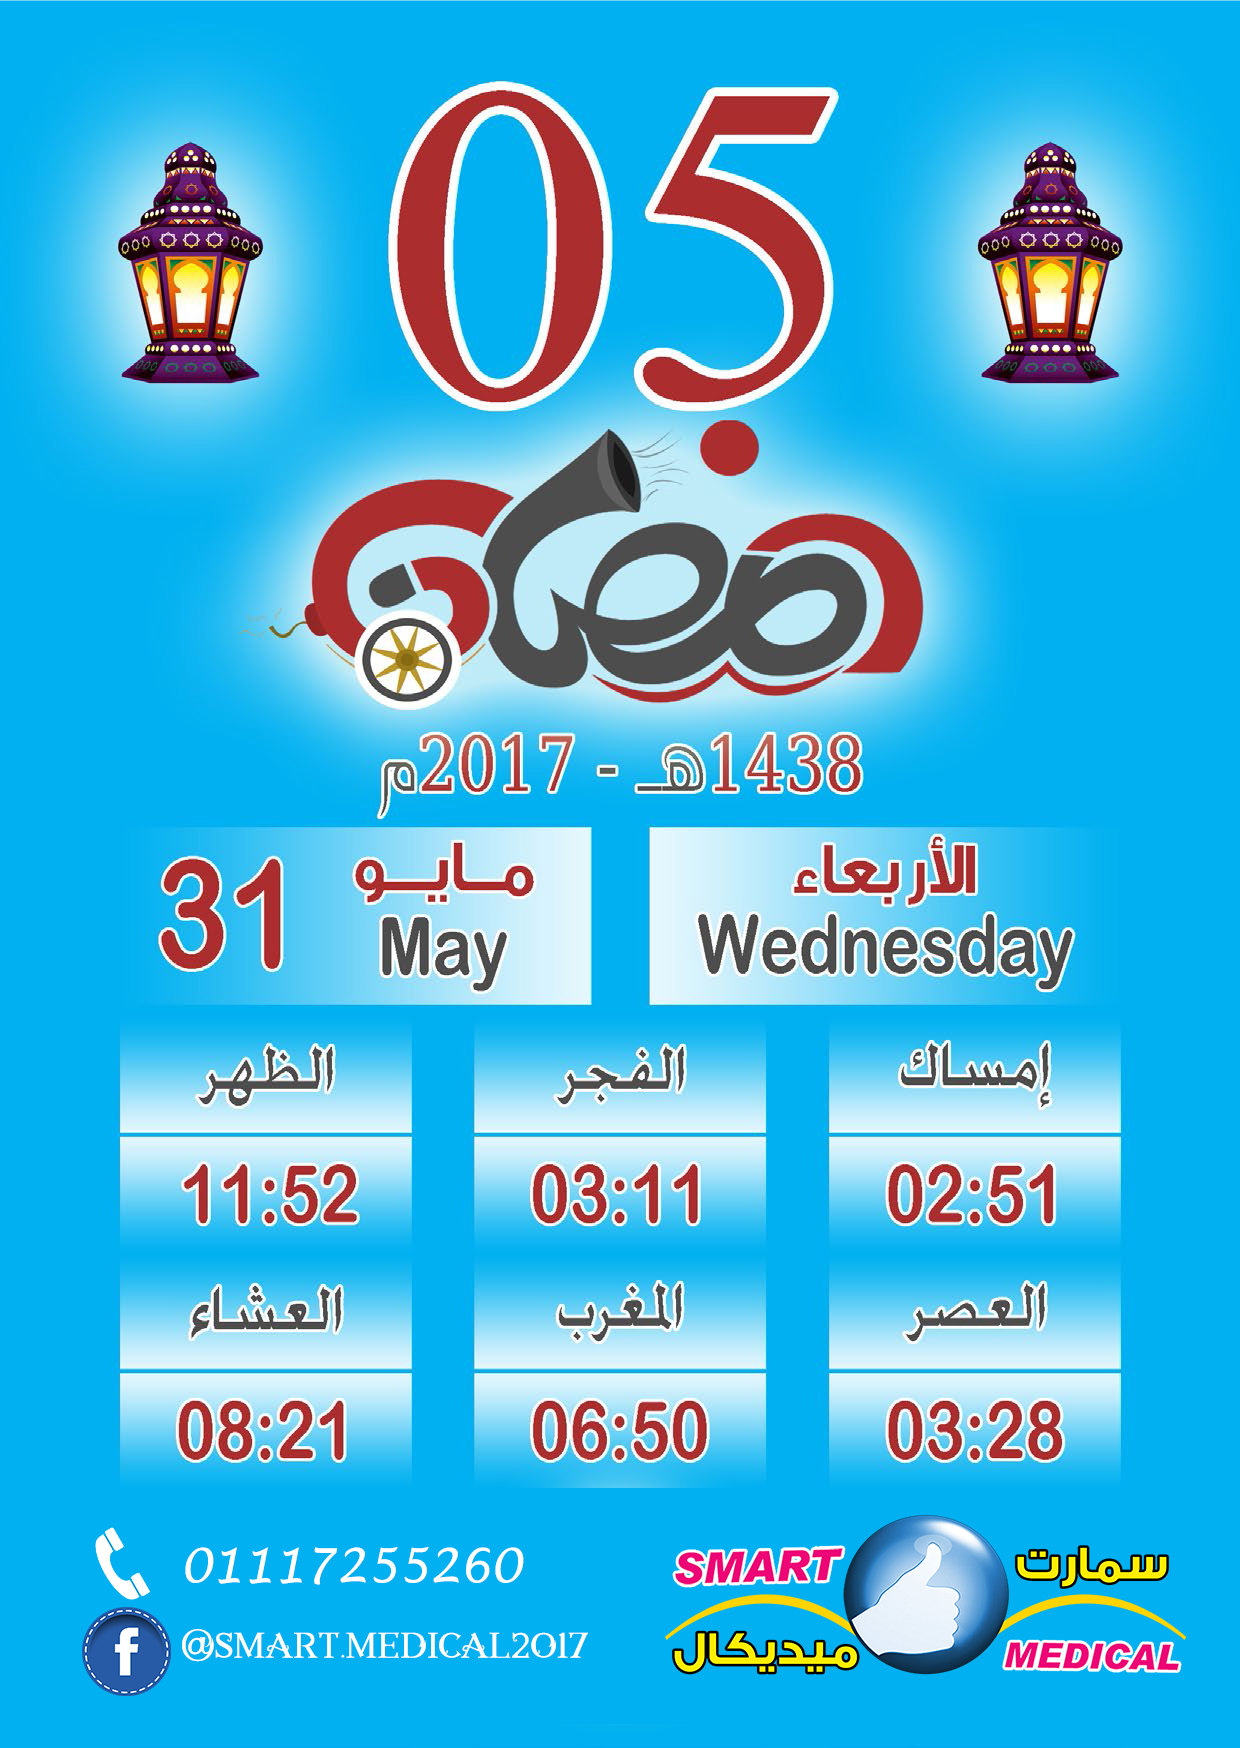 05
رمضان
1438هـ - 2017م
الأربعاء
Wednesday
مايو
May
31
إمساك
الفجر
الظهر
02:51
03:11
11:52
العصر
المغرب
العشاء
03:28
06:50
08:21
01117255260
@SMART.MEDICAL2017
SMART
سمارت
ميديكال
MEDICAL